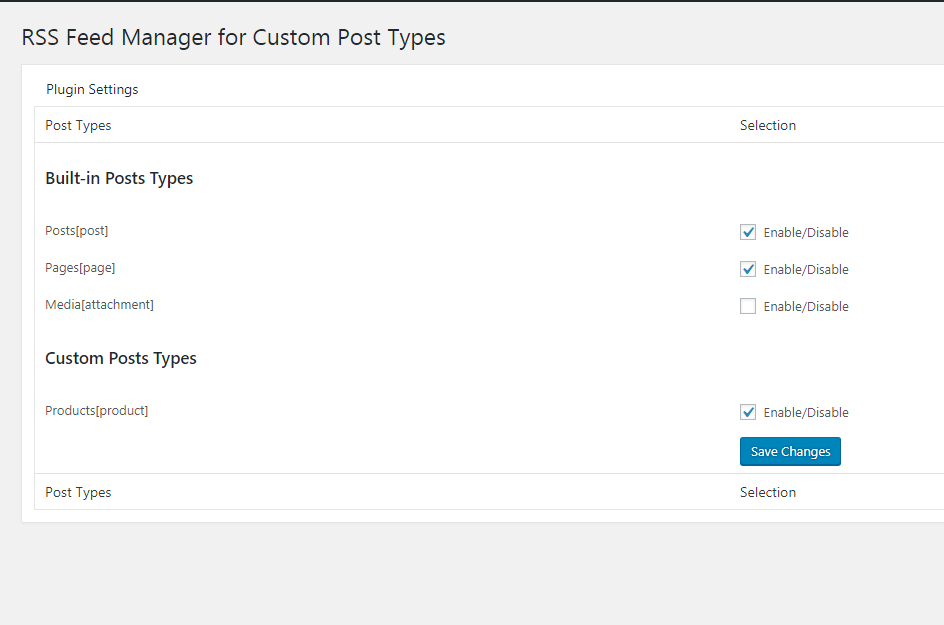 RSS Feed Manager for Custom Post Types
Plugin Settings
Post Types Selection
Built-in Posts Types
Posts[post] Enable/Disable
Pages[page] Enable/Disable
Media[attachment] Enable/Disable
Custom Posts Types
Products[product] Enable/Disable
Save Changes
Post Types Selection